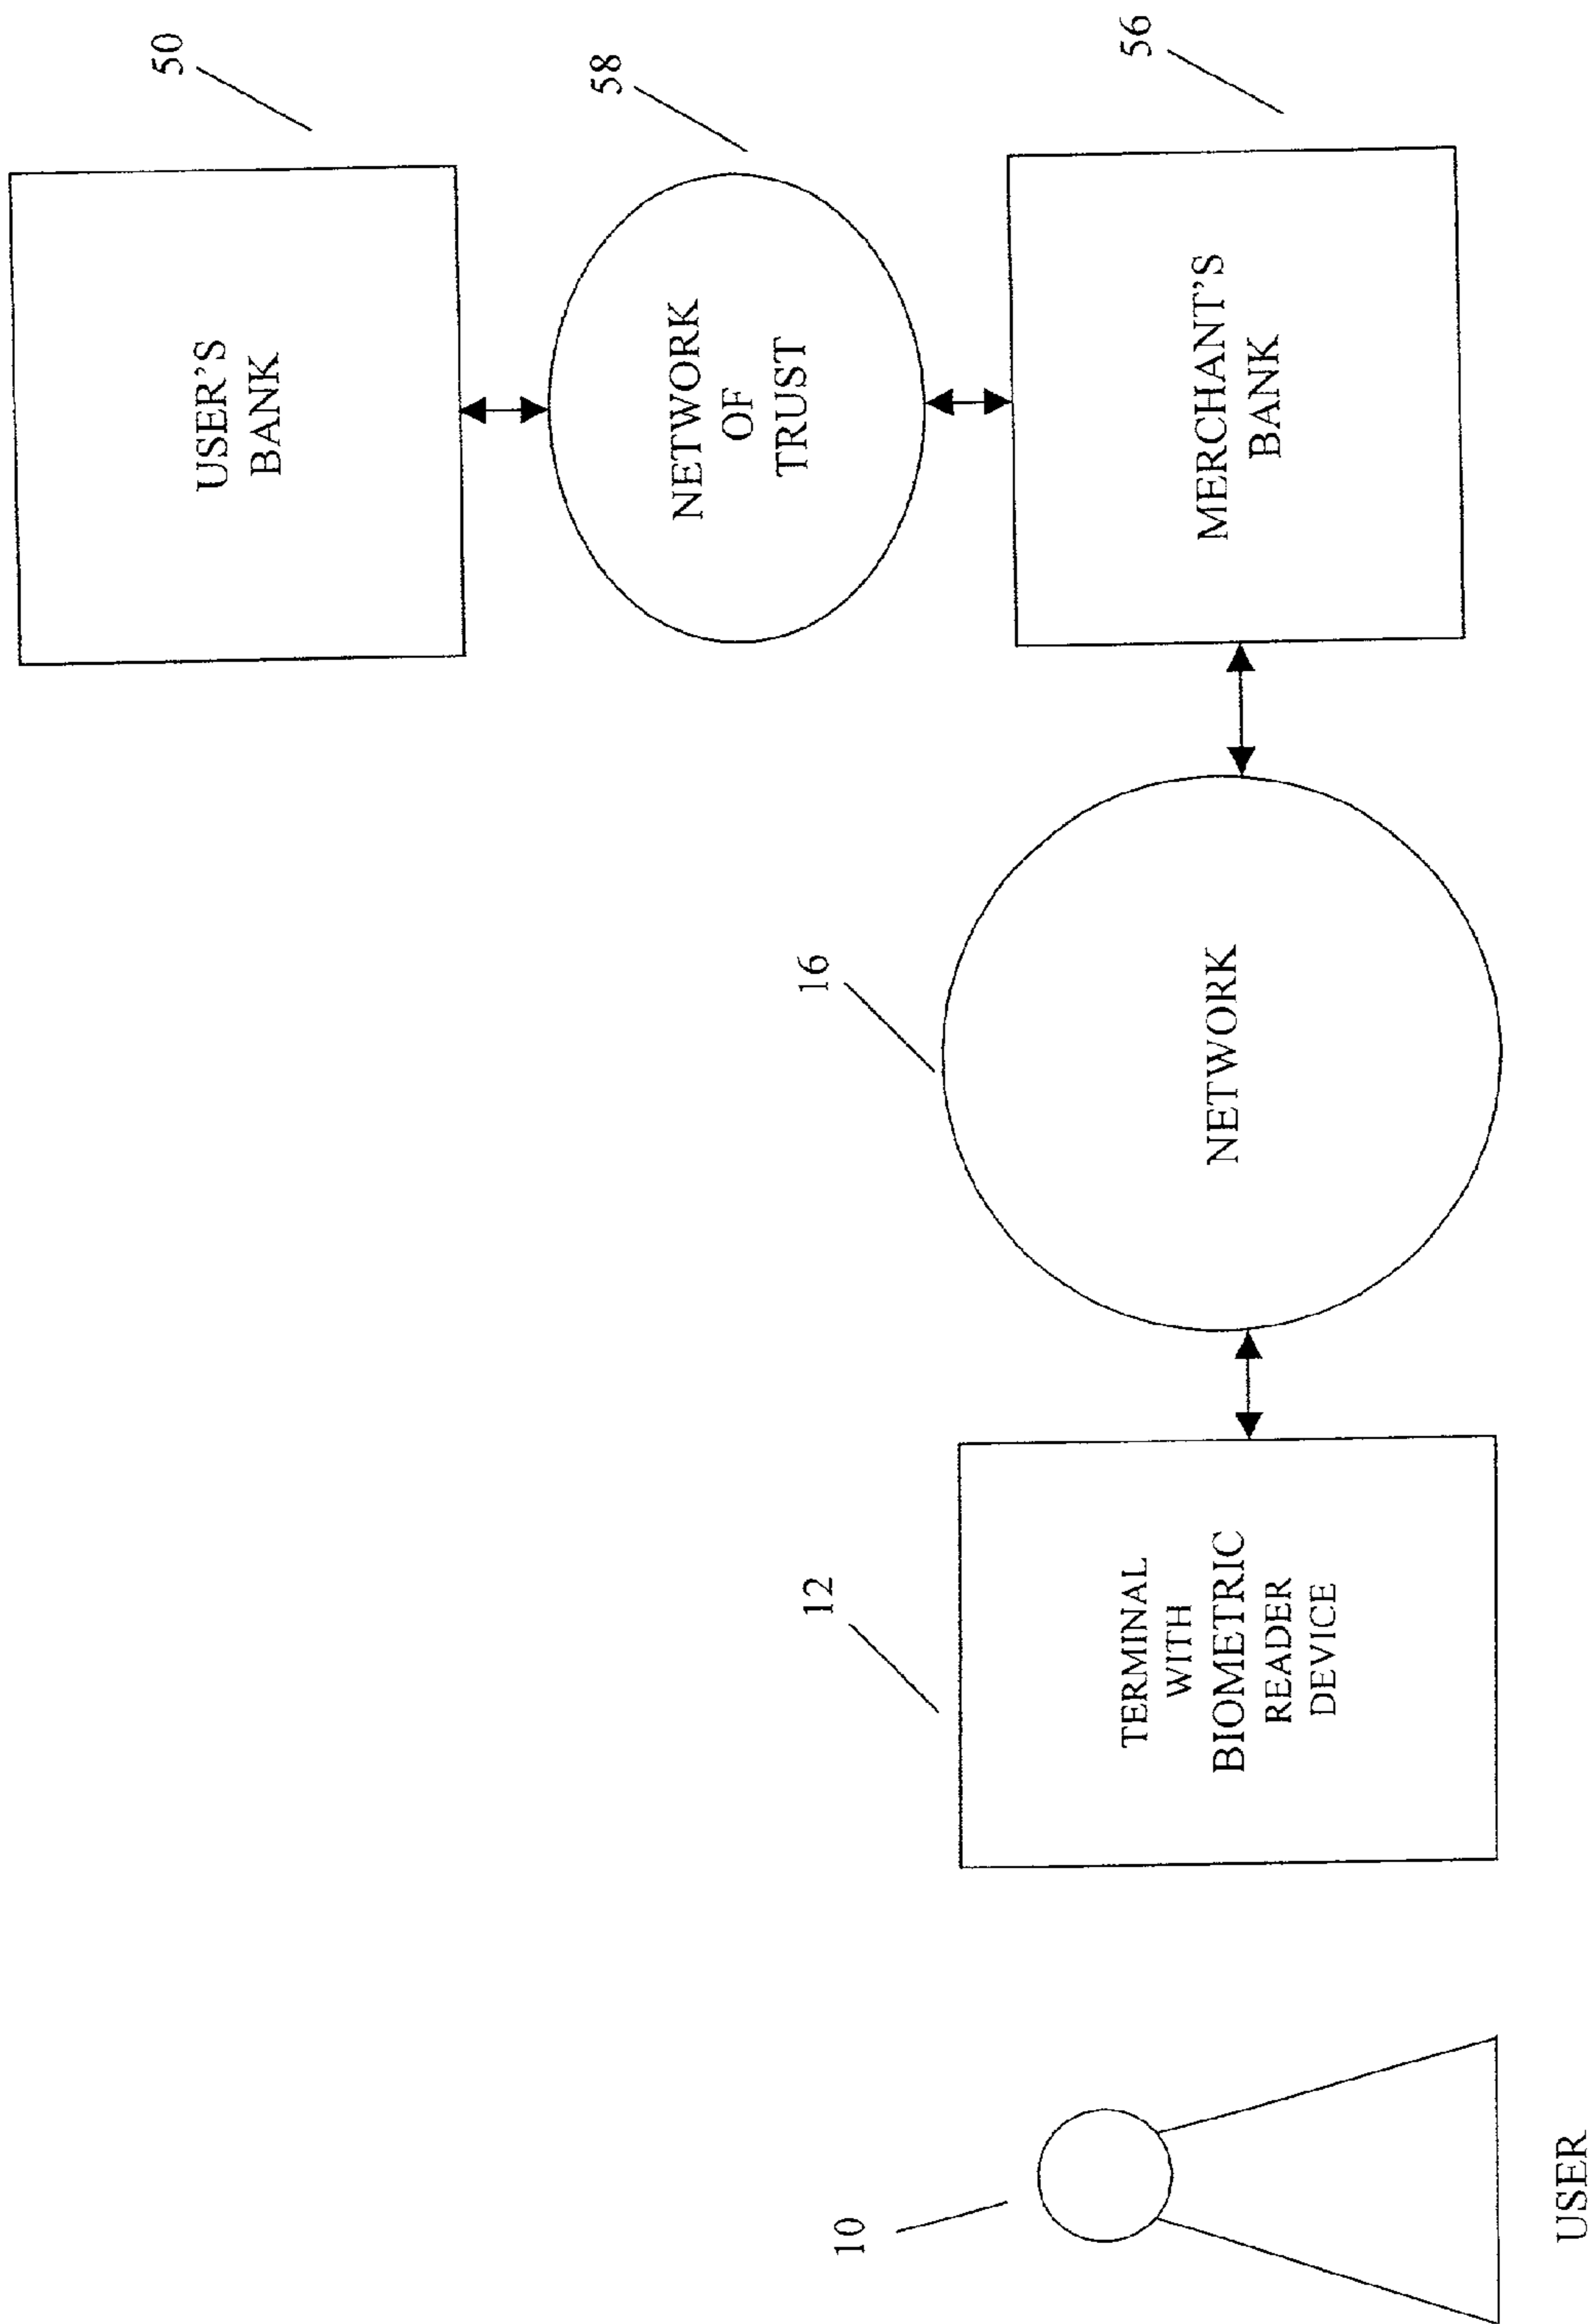 10
USER
12
TERMINAL
WITH
BIOMETRIC
READER
DEVICE
16
NETWORK
50
USER'S
BANK
58
NETWORK
OF
TRUST
56
MERCHANT'S
BANK